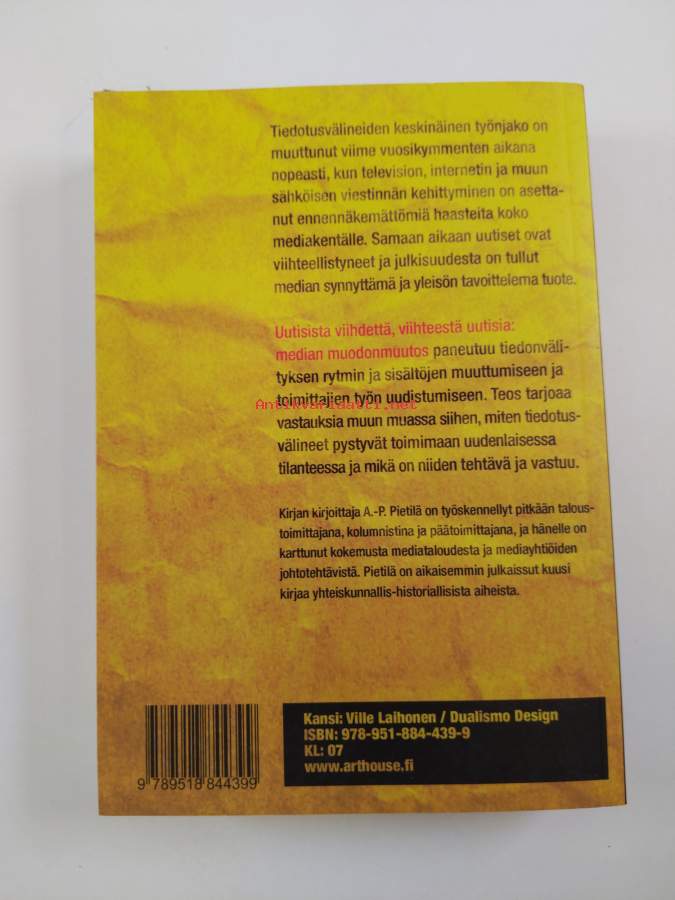 Tiedotusvälineiden keskinäinen työnjako on
muuttunut viime vuosikymmenten aikana
nopeasti, kun television, internetin ja muun
sähköisen viestinnän kehittyminen on asetta-
nut ennennäkemättömiä haasteita koko
mediakentälle. Samaan aikaan uutiset ovat
viihteellistyneet ja julkisuudesta on tullut
median synnyttämä ja yleisön tavoittelema tuote.
Uutisista viihdettä, viihteestä uutisia:
median muodonmuutos paneutuu tiedonväli-
tyksen rytmin ja sisältöjen muuttumiseen ja
toimittajien työn uudistumiseen. Teos tarjoaa
Antikvariaatti.net
vastauksia muun muassa siihen, miten tiedotus-
välineet pystyvät toimimaan uudenlaisessa
tilanteessa ja mikä on niiden tehtävä ja vastuu.
Kirjan kirjoittaja A.-P. Pietilä on työskennellyt pitkään talous-
toimittajana, kolumnistina ja päätoimittajana, ja hänelle on
karttunut kokemusta mediataloudesta ja mediayhtiöiden
johtotehtävistä. Pietilä on aikaisemmin julkaissut kuusi
kirjaa yhteiskunnallis-historiallisista aiheista.
Kansi: Ville Laihonen / Dualismo Design
ISBN: 978-951-884-439-9
KL: 07
www.arthouse.fi
9 789518 844399